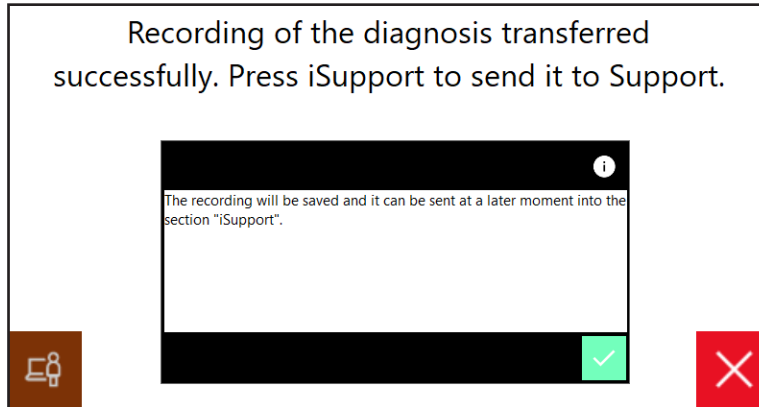 Recording of the diagnosis transferred
successfully. Press iSupport to send it to Support.
The recording will be saved and it can be sent at a later moment into the
section "iSupport".